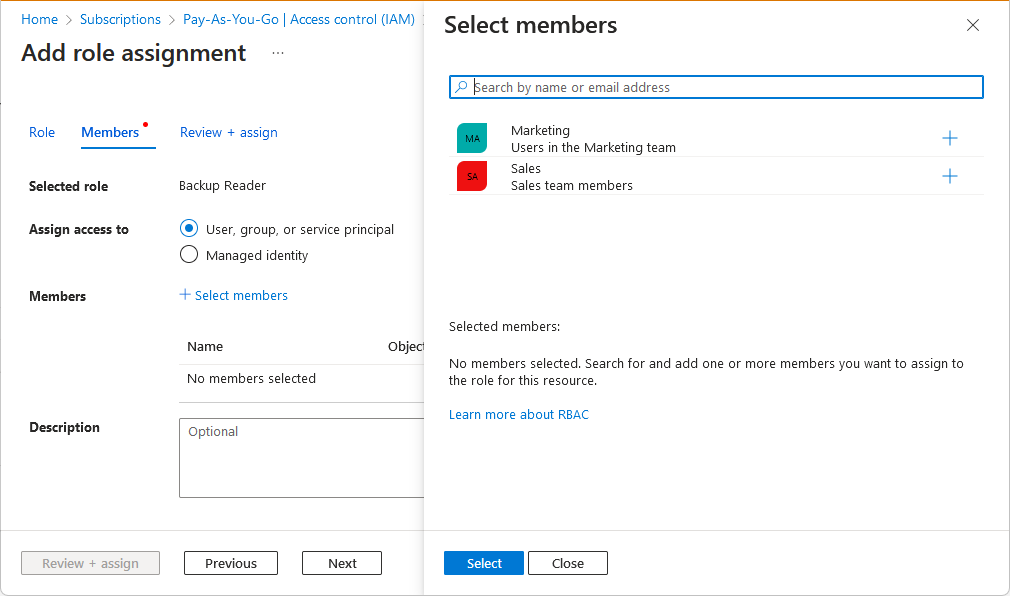 Home > Subscriptions > Pay-As-You-Go | Access control (IAM)
Add role assignment ...
Role Members Review + assign
Selected role Backup Reader
Assign access to User, group, or service principal
Managed identity
Members + Select members
Name Object
No members selected
Description Optional
Review + assign Previous Next
Select members
Search by name or email address
MA Marketing
Users in the Marketing team
SA Sales
Sales team members
Selected members:
No members selected. Search for and add one or more members you want to assign to
the role for this resource.
Learn more about RBAC
Select Close